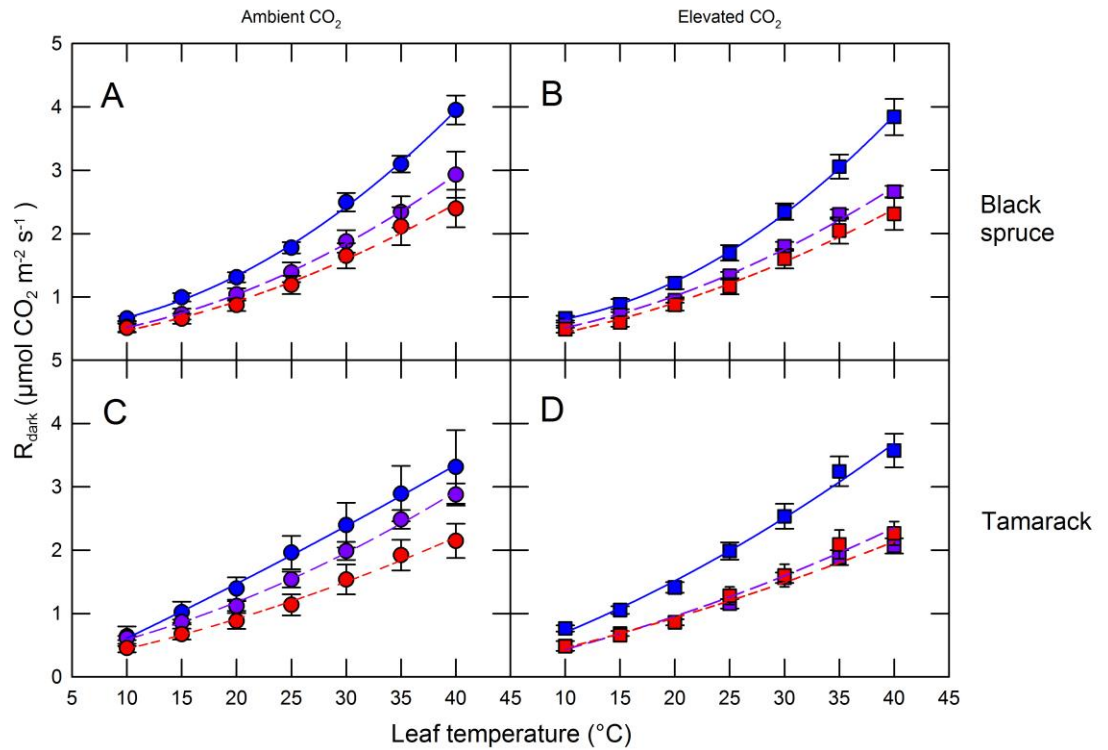 Ambient CO2
Elevated CO2
5
A
B
4
3
2
1
Black
spruce
5
C
D
4
3
2
1
0
Tamarack
Rdark (µmol CO2 m-2 s-1)
5 10 15 20 25 30 35 40 45
10 15 20 25 30 35 40 45
Leaf temperature (°C)